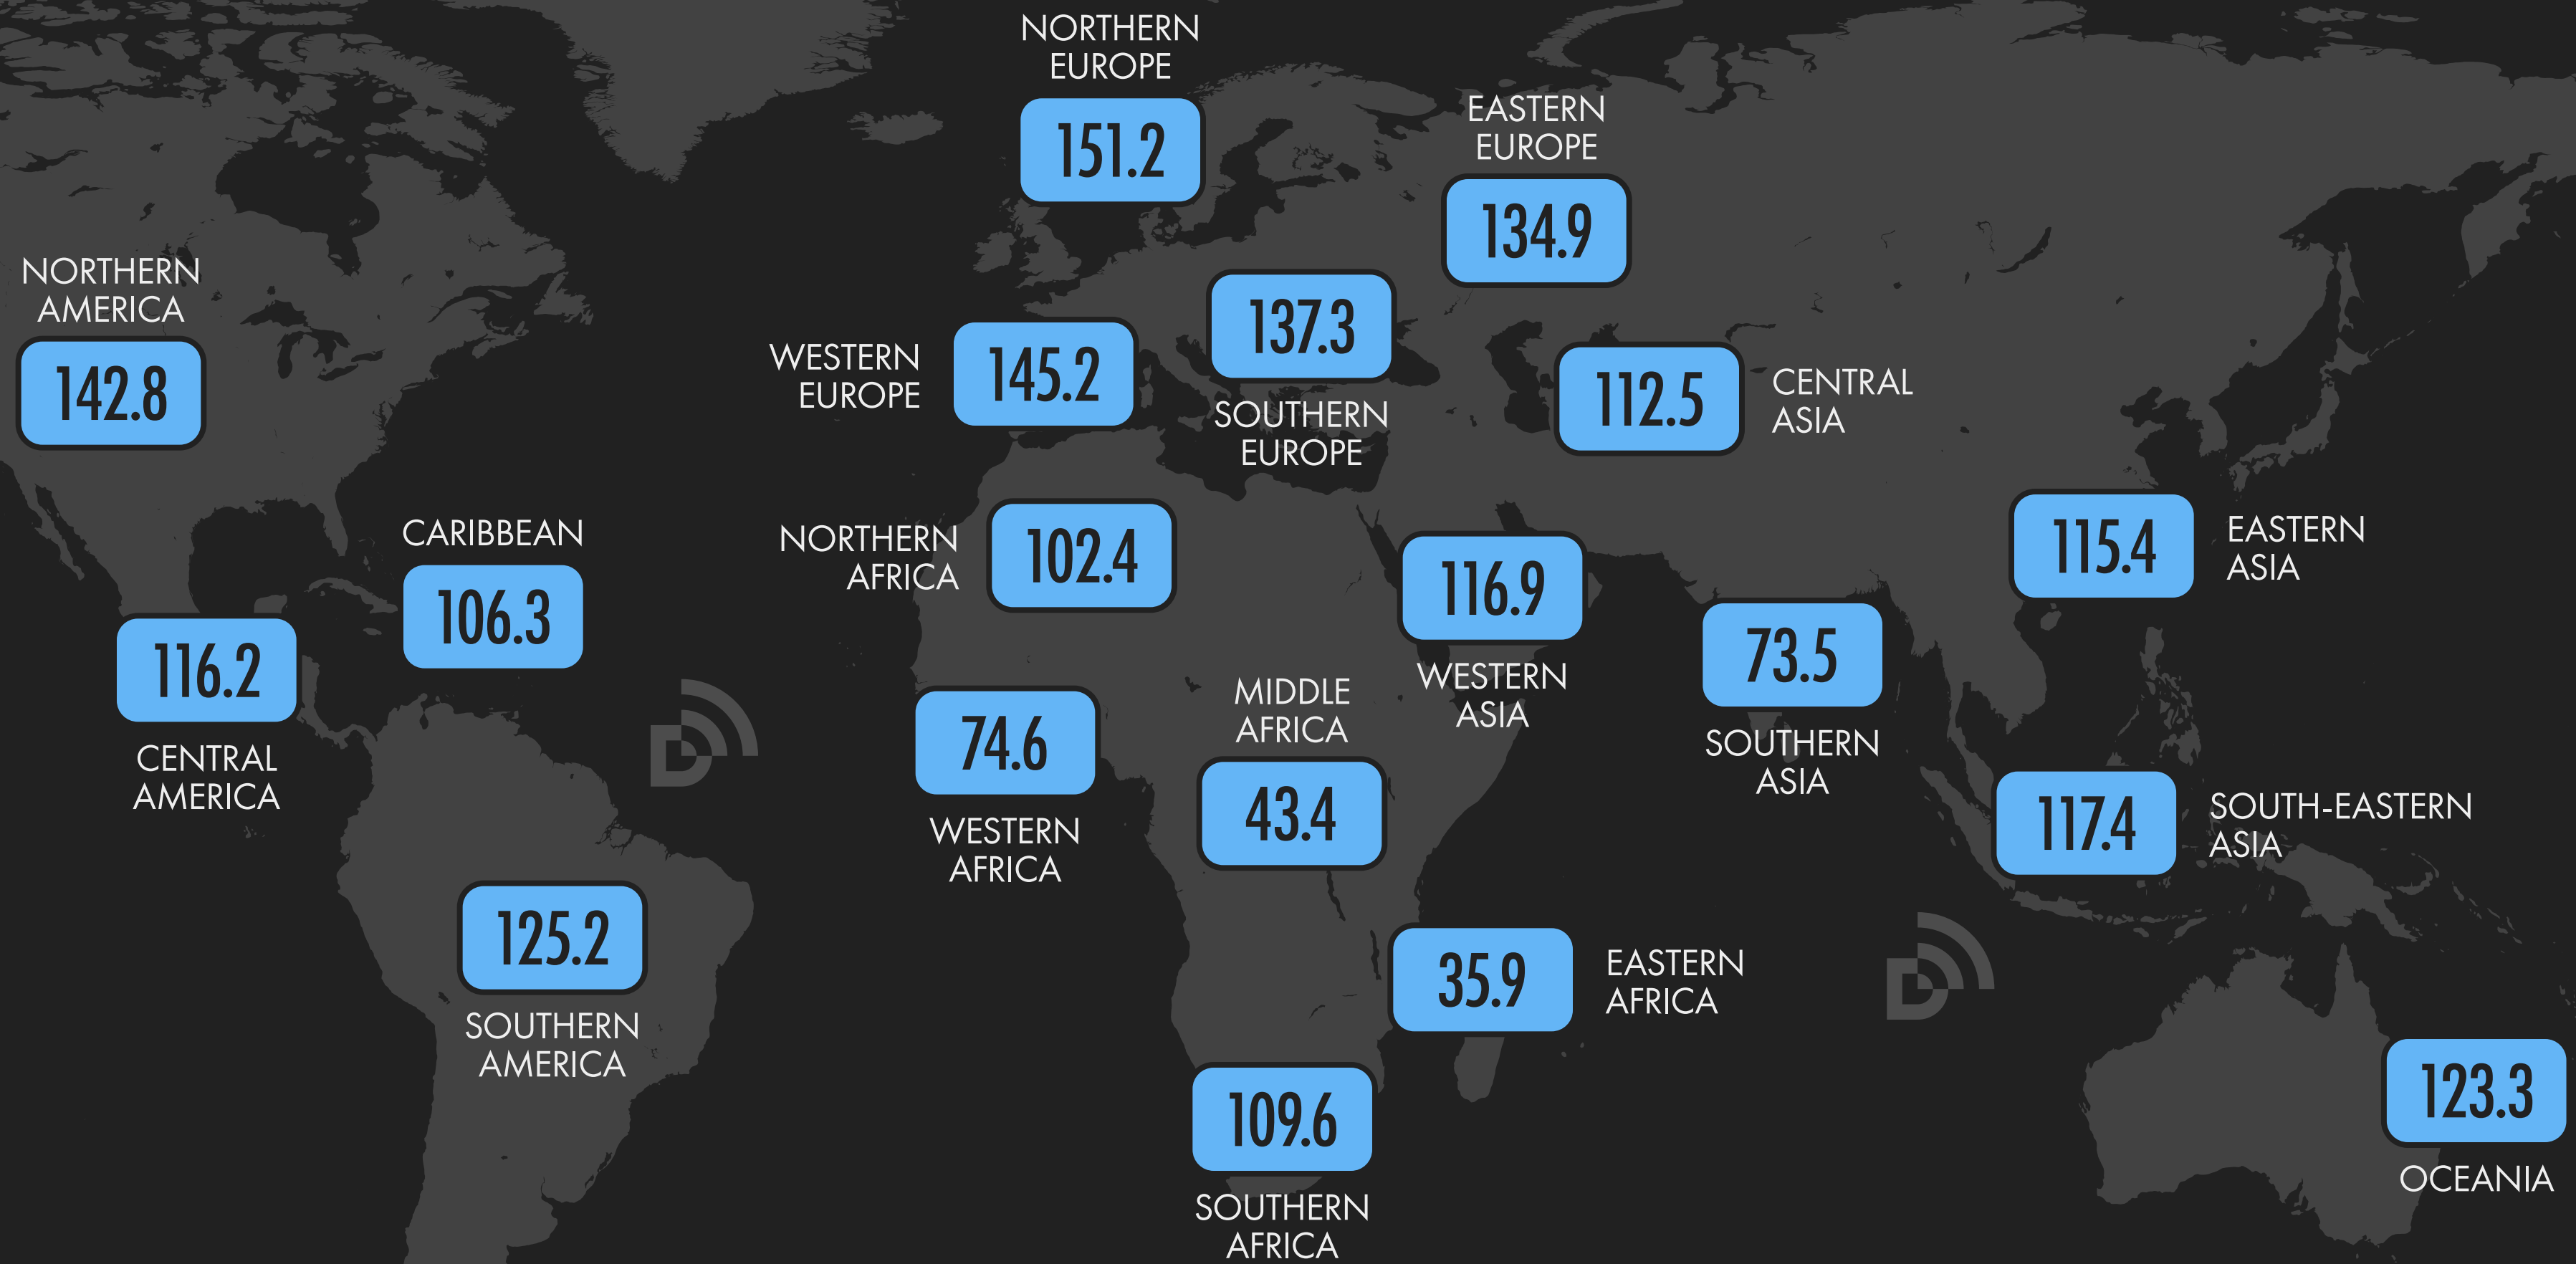 NORTHERN
EUROPE
151.2
EASTERN
EUROPE
134.9
NORTHERN
AMERICA
142.8
WESTERN
EUROPE
145.2
137.3
SOUTHERN
EUROPE
112.5
CENTRAL
ASIA
CARIBBEAN
106.3
NORTHERN
AFRICA
102.4
116.9
WESTERN
ASIA
115.4
EASTERN
ASIA
116.2
CENTRAL
AMERICA
74.6
WESTERN
AFRICA
MIDDLE
AFRICA
43.4
73.5
SOUTHERN
ASIA
117.4
SOUTH-EASTERN
ASIA
125.2
SOUTHERN
AMERICA
35.9
EASTERN
AFRICA
109.6
SOUTHERN
AFRICA
123.3
OCEANIA